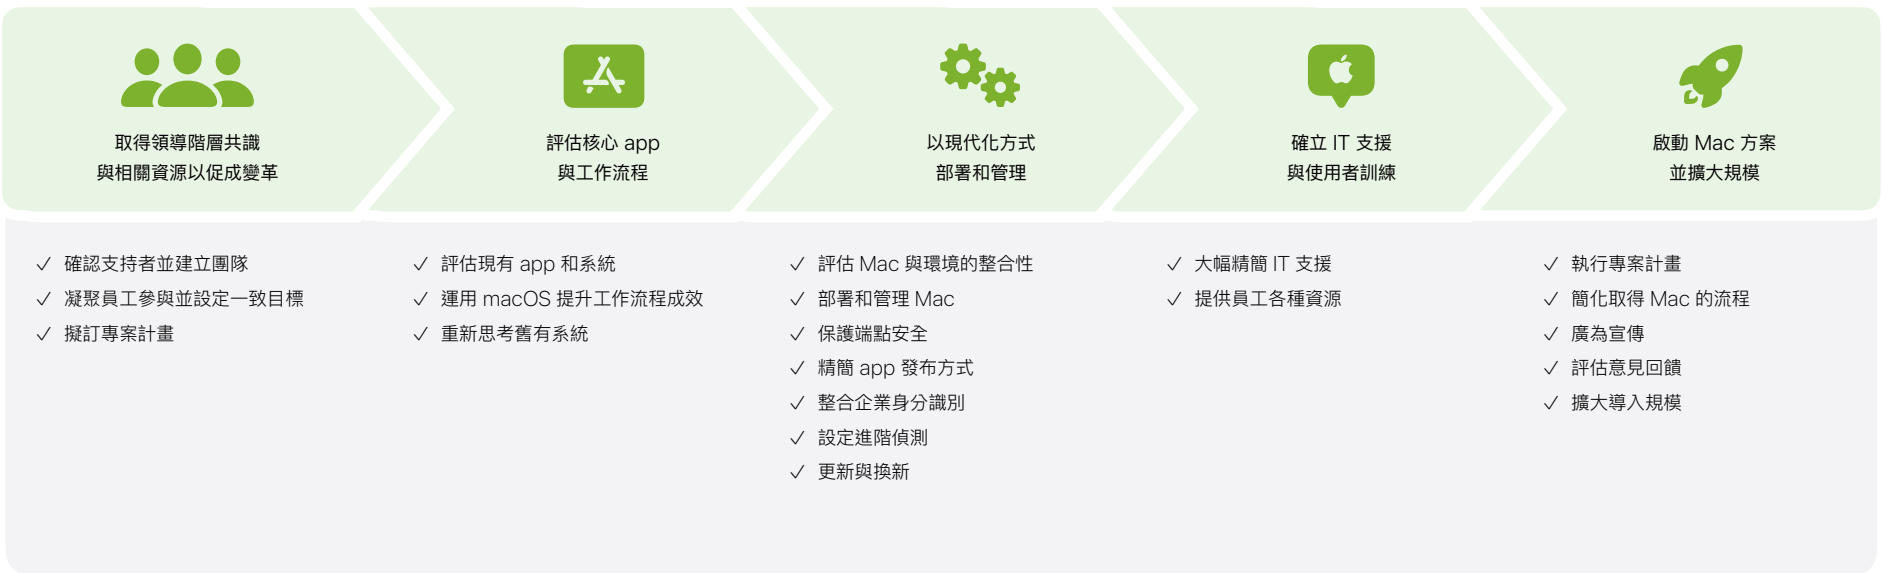 取得領導階層共識
與相關資源以促成變革
評估核心 app
與工作流程
以現代化方式
部署和管理
確立 IT 支援
與使用者訓練
啟動 Mac 方案
並擴大規模
✓ 確認支持者並建立團隊
✓ 凝聚員工參與並設定一致目標
✓ 擬訂專案計畫
✓ 評估現有 app 和系統
✓ 運用 macOS 提升工作流程成效
✓ 重新思考舊有系統
✓ 評估 Mac 與環境的整合性
✓ 部署和管理 Mac
✓ 保護端點安全
✓ 精簡 app 發布方式
✓ 整合企業身分識別
✓ 設定進階偵測
✓ 更新與換新
✓ 大幅精簡 IT 支援
✓ 提供員工各種資源
✓ 執行專案計畫
✓ 簡化取得 Mac 的流程
✓ 廣為宣傳
✓ 評估意見回饋
✓ 擴大導入規模